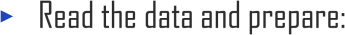 ► Read the data and prepare: